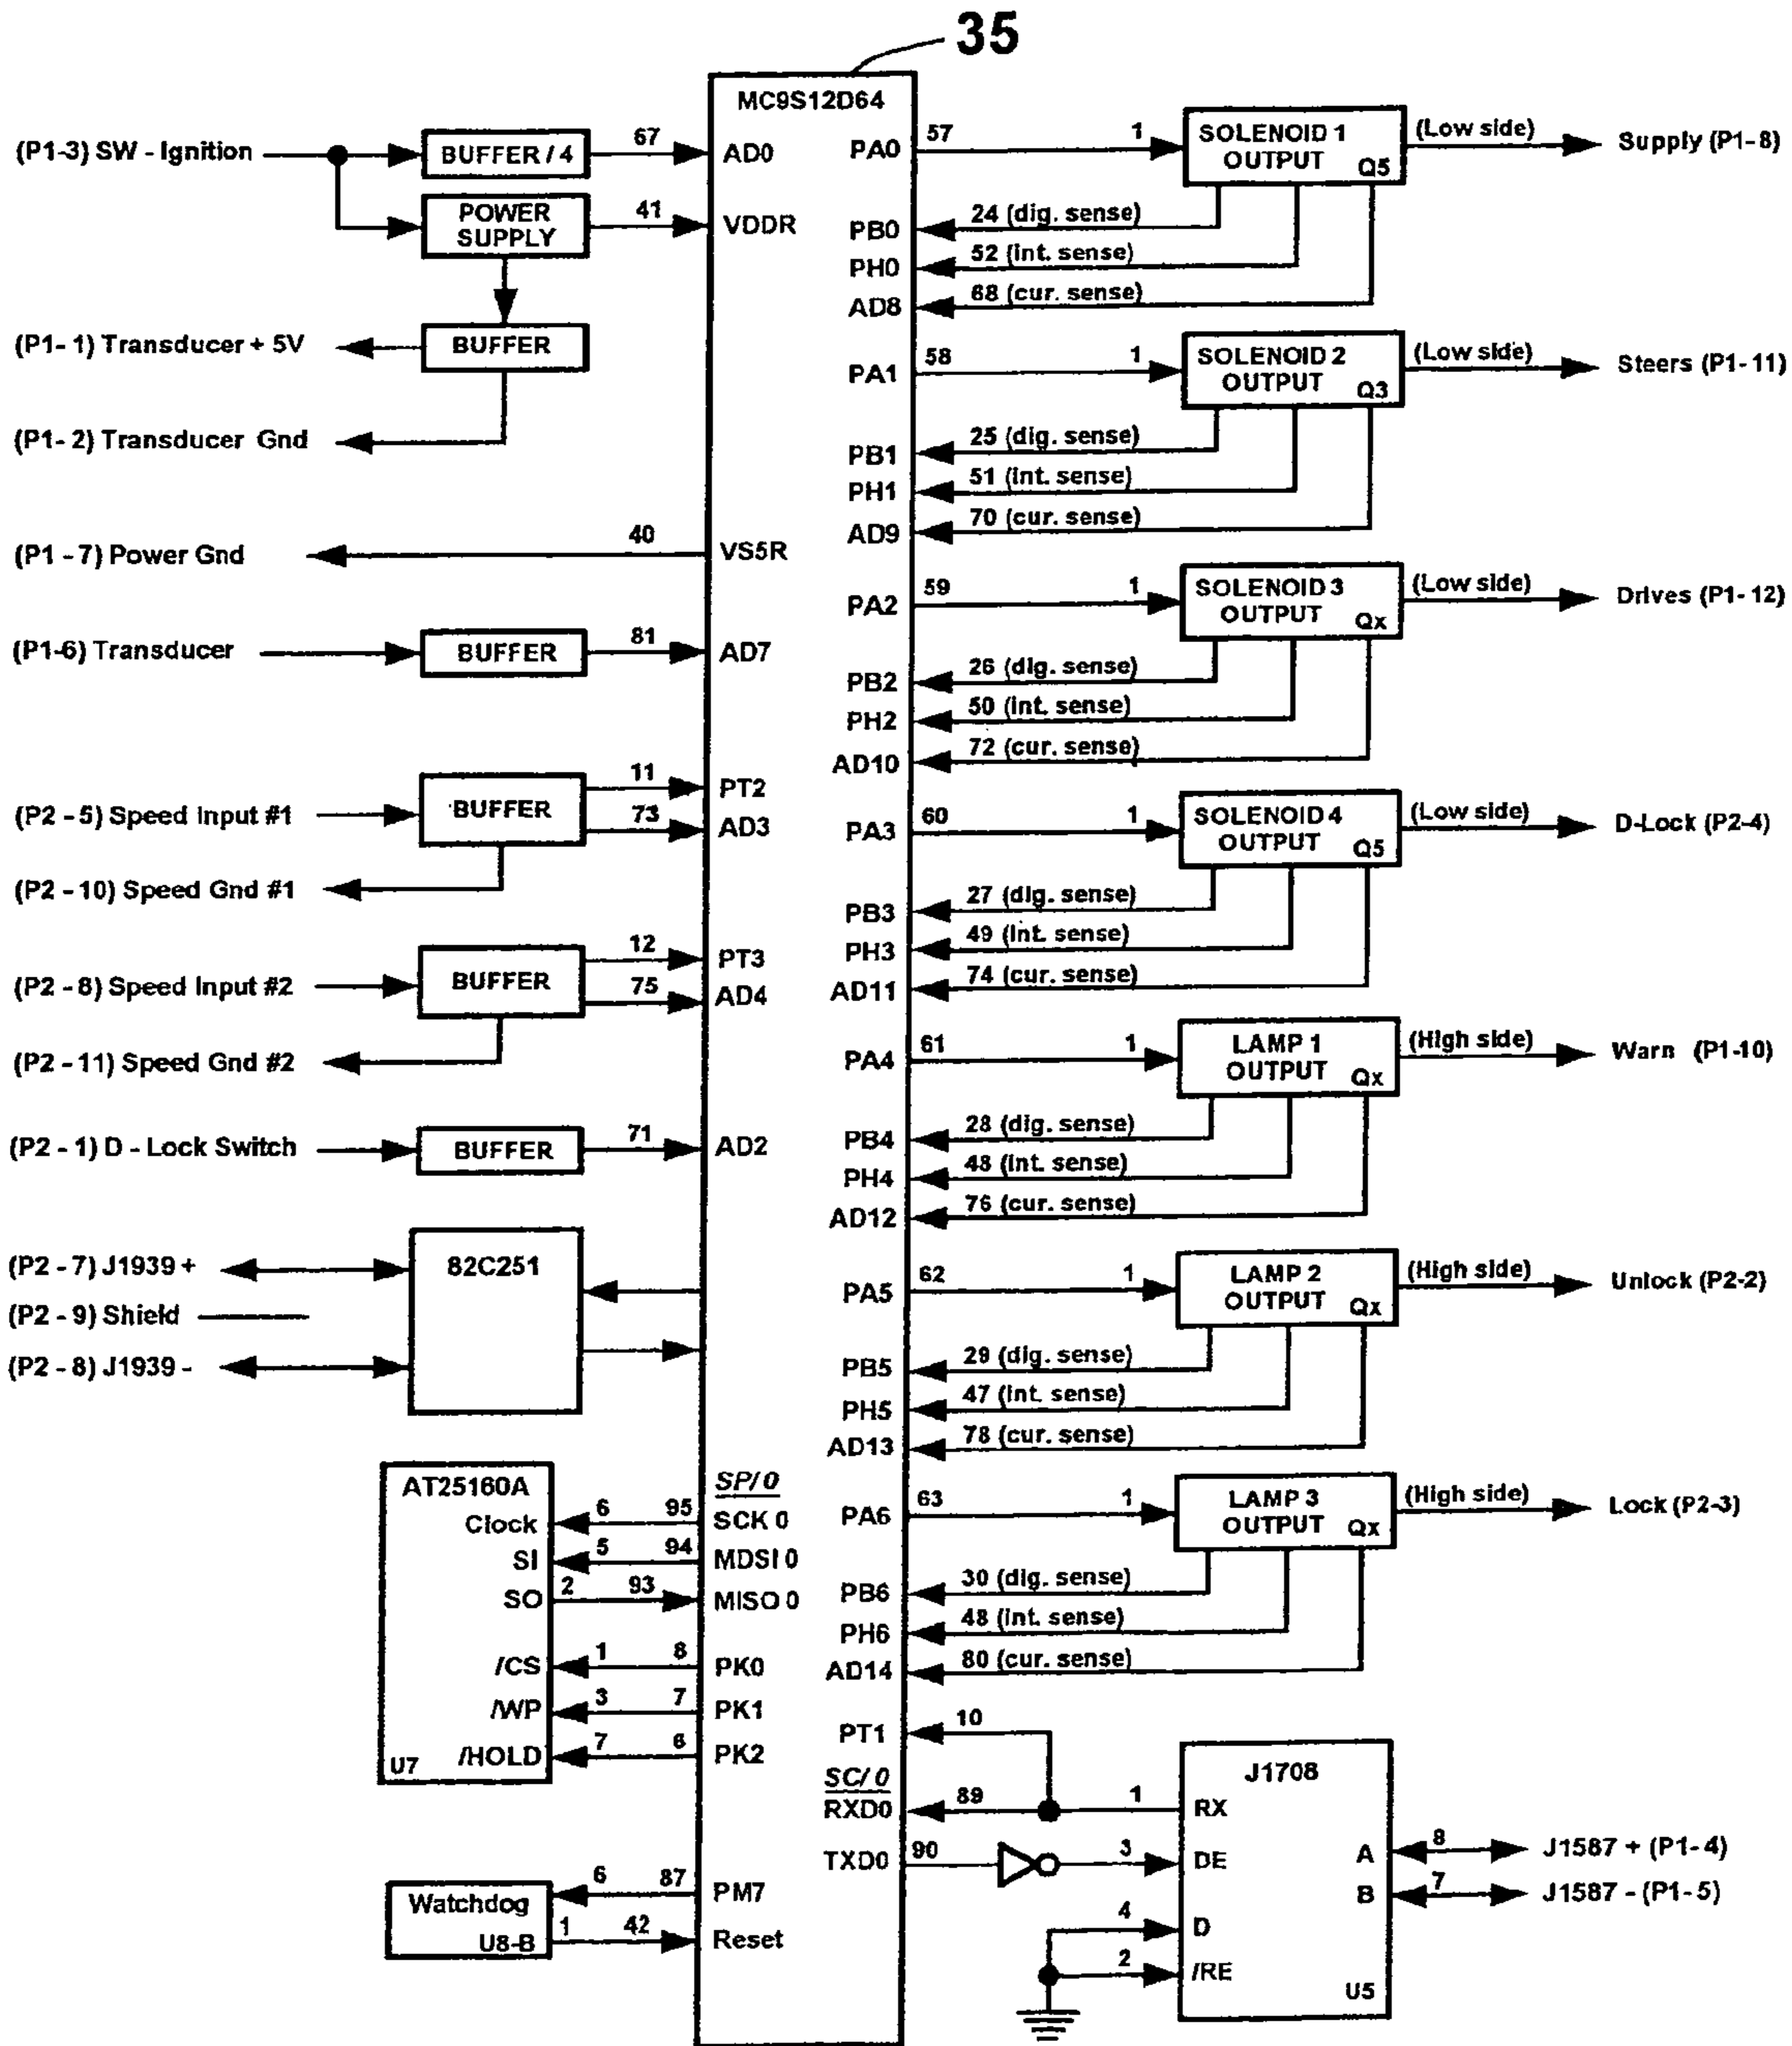 35
MC9S12D64
(P1-3) SW - Ignition
BUFFER / 4
67
AD0
POWER
SUPPLY
41
VDDR
(P1- 1) Transducer + 5V
BUFFER
(P1- 2) Transducer Gnd
(P1 - 7) Power Gnd
40
VS5R
(P1-6) Transducer
BUFFER
81
AD7
(P2 - 5) Speed Input #1
BUFFER
11
PT2
73
AD3
(P2 - 10) Speed Gnd #1
(P2 - 8) Speed Input #2
BUFFER
12
PT3
75
AD4
(P2 - 11) Speed Gnd #2
(P2 - 1) D - Lock Switch
BUFFER
71
AD2
(P2 - 7) J1939 +
(P2 - 9) Shield
(P2 - 8) J1939 -
82C251
AT25160A
SP/0
Clock
6
95
SCK 0
SI
5
94
MDSI 0
SO
2
93
MISO 0
/CS
1
8
PK0
/WP
3
7
PK1
/HOLD
7
6
PK2
U7
Watchdog
U8-B
6
87
PM7
1
42
Reset
PA0
57
1
SOLENOID 1
OUTPUT
Q5
(Low side)
Supply (P1- 8)
PB0
24 (dig. sense)
PH0
52 (int. sense)
AD8
68 (cur. sense)
PA1
58
1
SOLENOID 2
OUTPUT
Q3
(Low side)
Steers (P1- 11)
PB1
25 (dig. sense)
PH1
51 (int. sense)
AD9
70 (cur. sense)
PA2
59
1
SOLENOID 3
OUTPUT
Qx
(Low side)
Drives (P1- 12)
PB2
26 (dig. sense)
PH2
50 (int. sense)
AD10
72 (cur. sense)
PA3
60
1
SOLENOID 4
OUTPUT
Q5
(Low side)
D-Lock (P2-4)
PB3
27 (dig. sense)
PH3
49 (int. sense)
AD11
74 (cur. sense)
PA4
61
1
LAMP 1
OUTPUT
Qx
(High side)
Warn (P1-10)
PB4
28 (dig. sense)
PH4
48 (int. sense)
AD12
76 (cur. sense)
PA5
62
1
LAMP 2
OUTPUT
Qx
(High side)
Unlock (P2-2)
PB5
29 (dig. sense)
PH5
47 (int. sense)
AD13
78 (cur. sense)
PA6
63
1
LAMP 3
OUTPUT
Qx
(High side)
Lock (P2-3)
PB6
30 (dig. sense)
PH6
48 (int. sense)
AD14
80 (cur. sense)
PT1
10
SC/0
RXD0
89
1
RX
TXD0
90
3
DE
4
D
2
/RE
J1708
U5
A
8
J1587 + (P1- 4)
B
7
J1587 - (P1- 5)